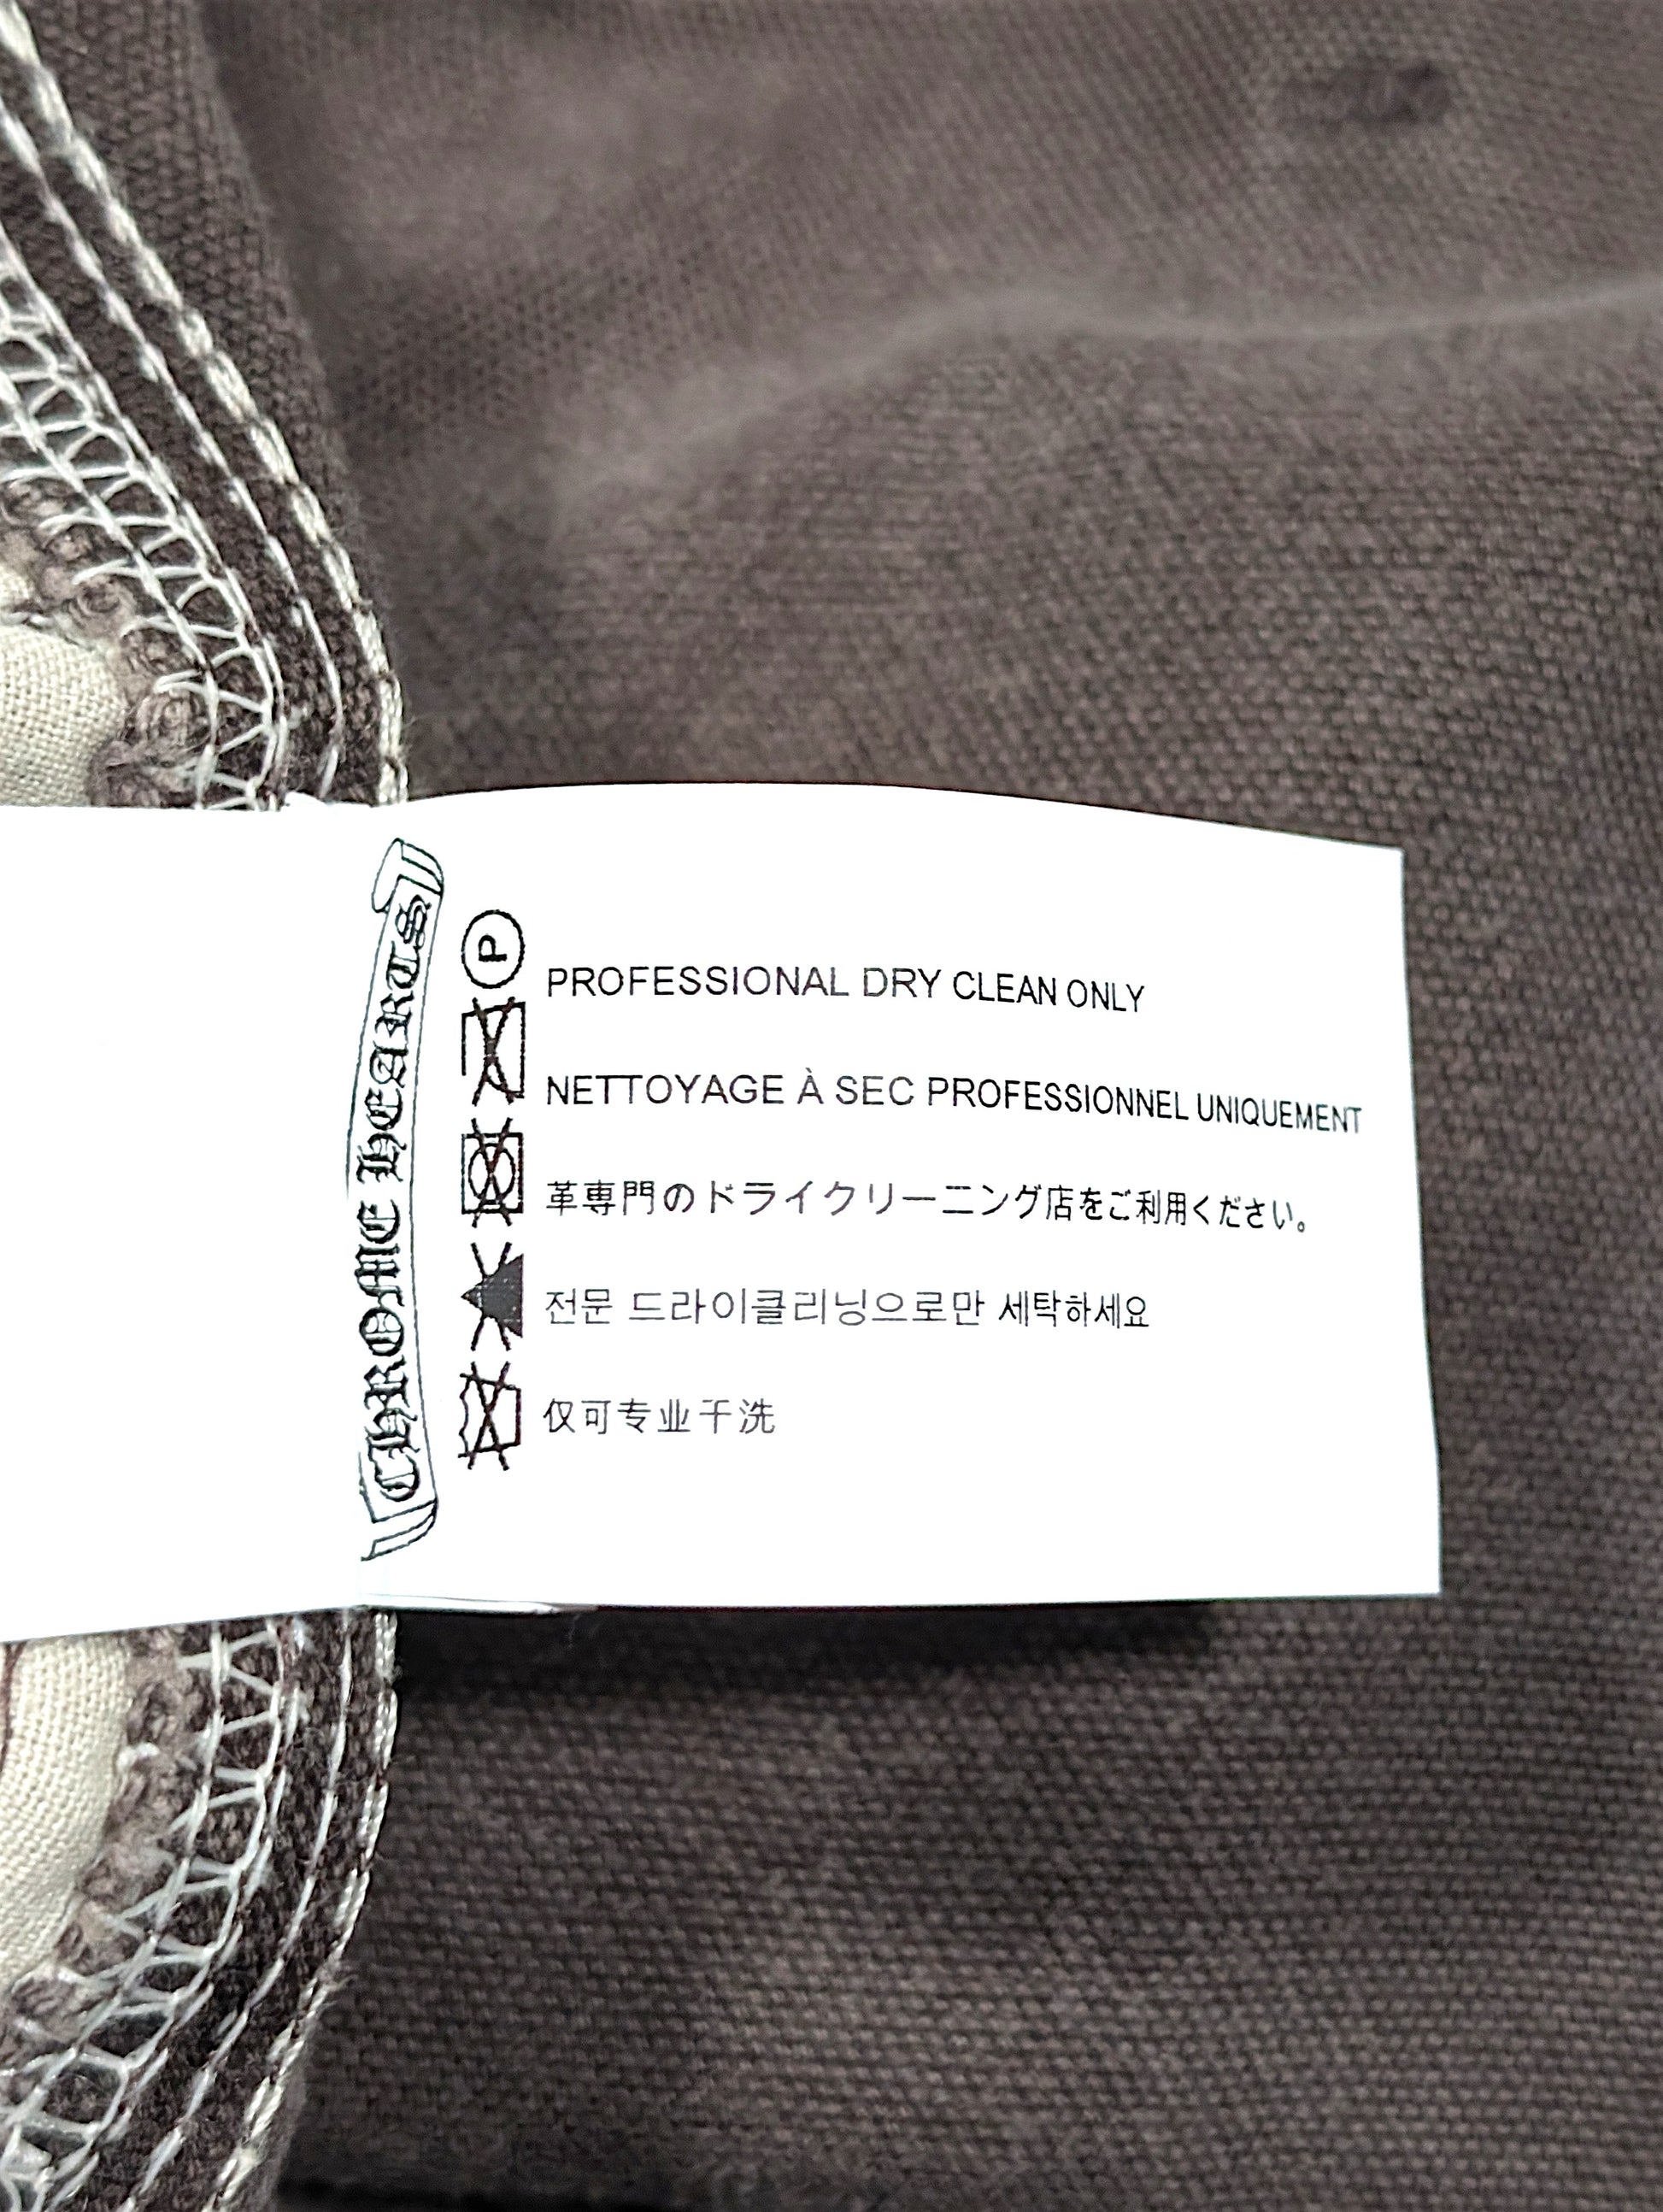 CHROME HEARTS
P
PROFESSIONAL DRY CLEAN ONLY
NETTOYAGE À SEC PROFESSIONNEL UNIQUEMENT
革専門のドライクリーニング店をご利用ください。
전문 드라이클리닝으로만 세탁하세요
仅可专业干洗